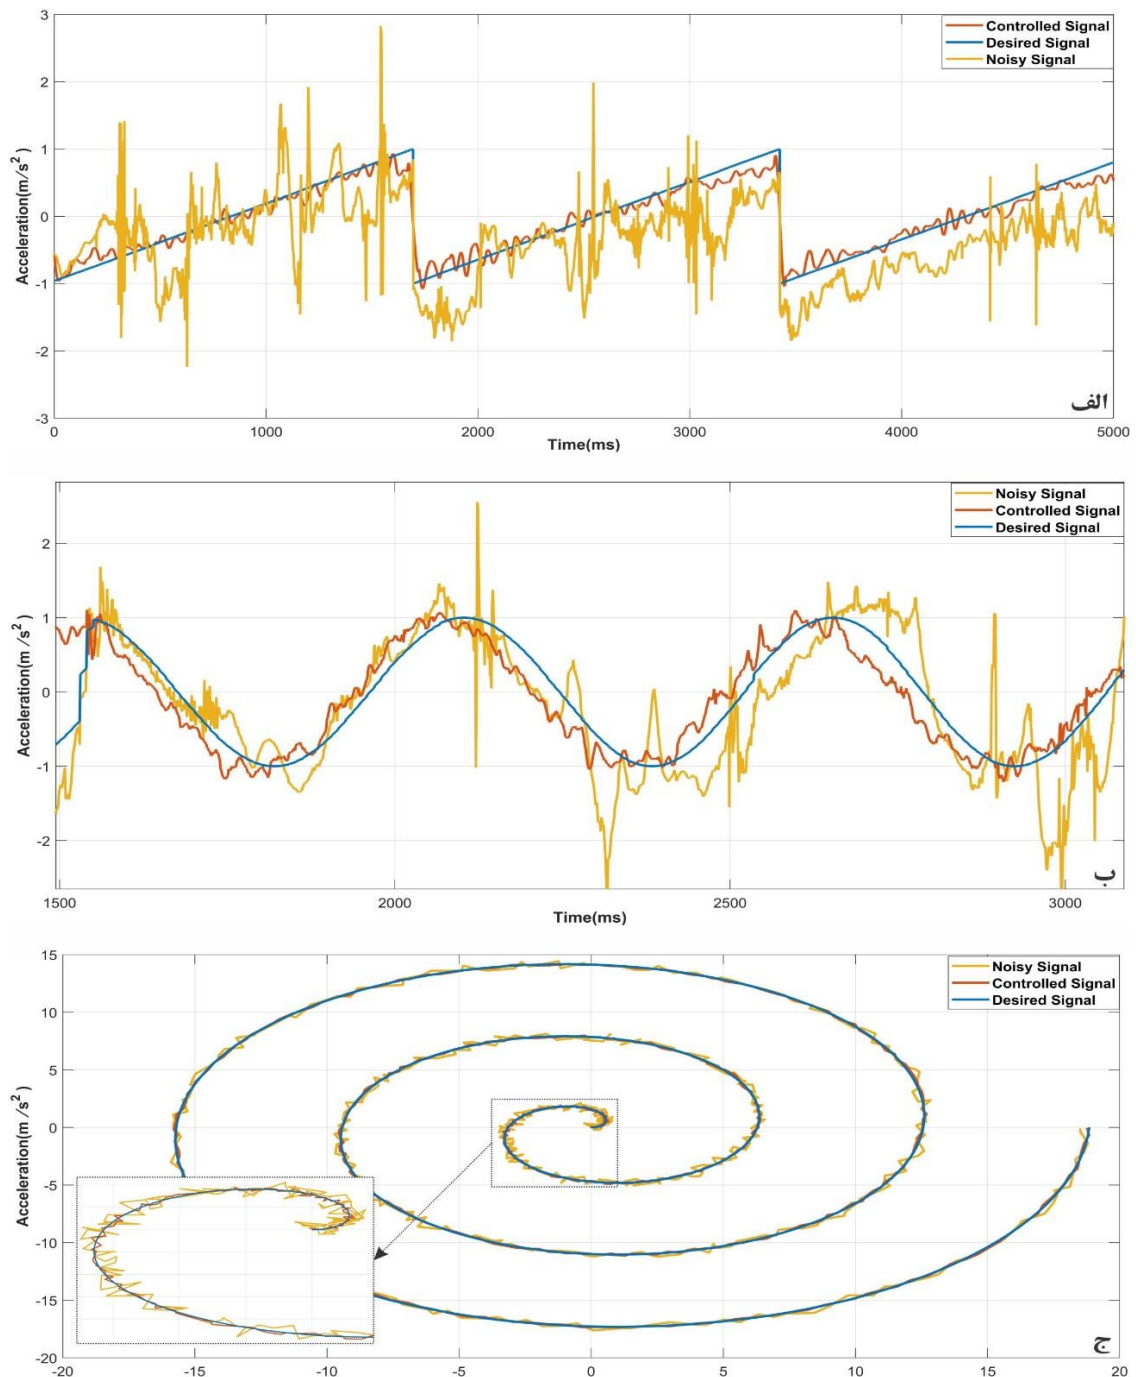 3
2
1
0
-1
-2
-3
Acceleration(m/s²)
Controlled Signal
Desired Signal
Noisy Signal
الف
0 1000 2000 3000 4000 5000
Time(ms)
2
1
0
-1
-2
Acceleration(m /s²)
Noisy Signal
Controlled Signal
Desired Signal
ب
1500 2000 2500 3000
Time(ms)
15
10
5
0
-5
-10
-15
-20
Acceleration(m /s²)
Noisy Signal
Controlled Signal
Desired Signal
ج
-20 -15 -10 -5 0 5 10 15 20